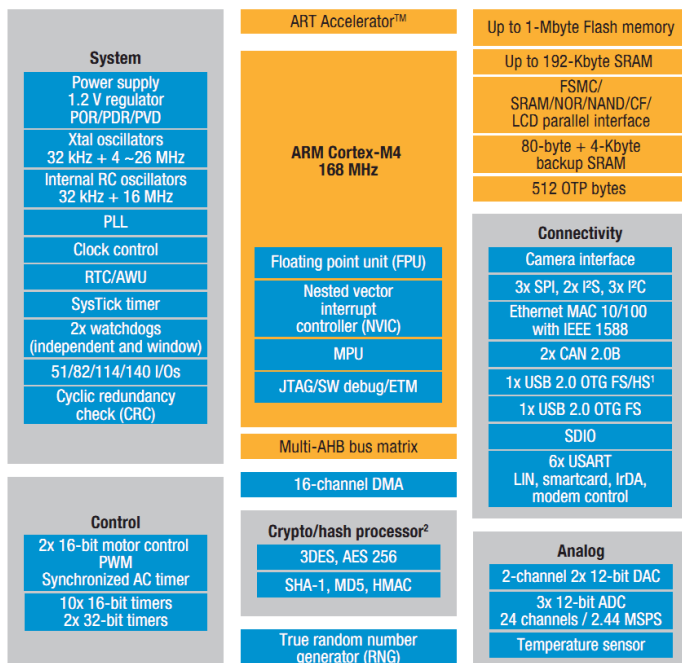 System
Power supply
1.2 V regulator
POR/PDR/PVD
Xtal oscillators
32 kHz + 4 ~26 MHz
Internal RC oscillators
32 kHz + 16 MHz
PLL
Clock control
RTC/AWU
SysTick timer
2x watchdogs
(independent and window)
51/82/114/140 I/Os
Cyclic redundancy
check (CRC)
Control
2x 16-bit motor control
PWM
Synchronized AC timer
10x 16-bit timers
2x 32-bit timers
ART Accelerator™
ARM Cortex-M4
168 MHz
Floating point unit (FPU)
Nested vector
interrupt
controller (NVIC)
MPU
JTAG/SW debug/ETM
Multi-AHB bus matrix
16-channel DMA
Crypto/hash processor²
3DES, AES 256
SHA-1, MD5, HMAC
True random number
generator (RNG)
Up to 1-Mbyte Flash memory
Up to 192-Kbyte SRAM
FSMC/
SRAM/NOR/NAND/CF/
LCD parallel interface
80-byte + 4-Kbyte
backup SRAM
512 OTP bytes
Connectivity
Camera interface
3x SPI, 2x I²S, 3x I²C
Ethernet MAC 10/100
with IEEE 1588
2x CAN 2.0B
1x USB 2.0 OTG FS/HS¹
1x USB 2.0 OTG FS
SDIO
6x USART
LIN, smartcard, IrDA,
modem control
Analog
2-channel 2x 12-bit DAC
3x 12-bit ADC
24 channels / 2.44 MSPS
Temperature sensor